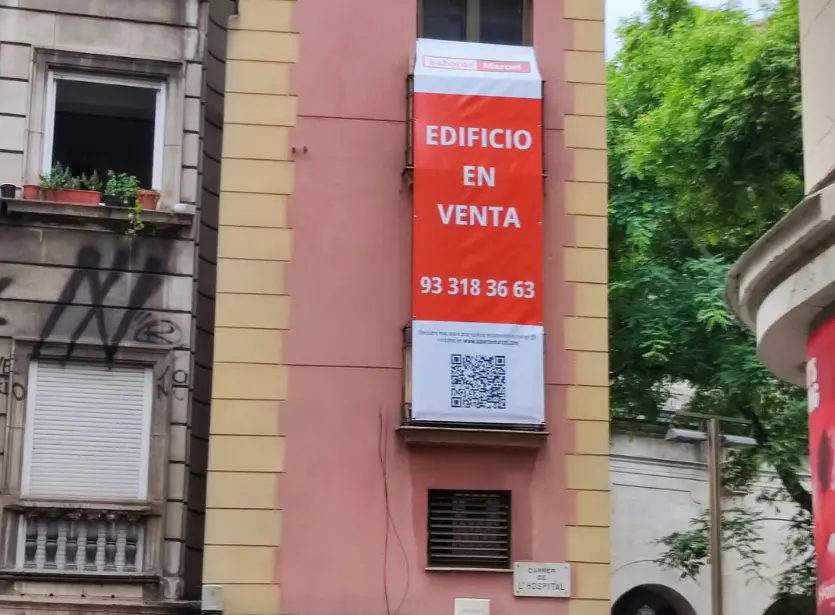 Laborde Marcet
EDIFICIO
EN
VENTA
93 318 36 63
CARRER
DE
L'HOSPITAL